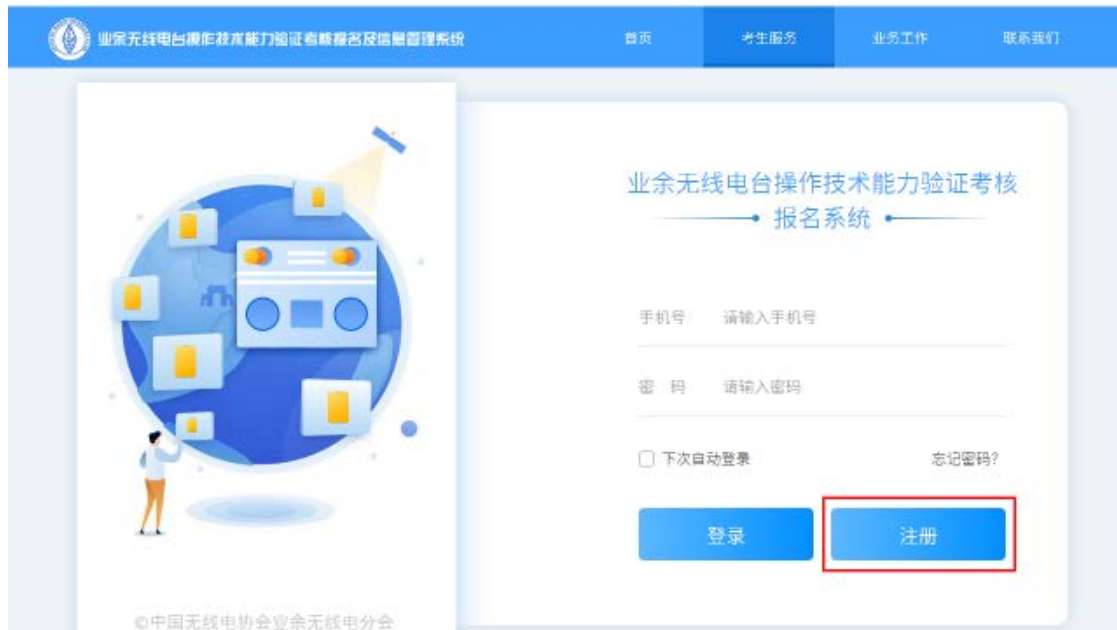 业余无线电台操作技术能力验证考核报名及信息管理系统
首页
考生服务
业务工作
联系我们
业余无线电台操作技术能力验证考核
报名系统
手机号 请输入手机号
密 码 请输入密码
下次自动登录 忘记密码?
登录 注册
©中国无线电协会业余无线电分会